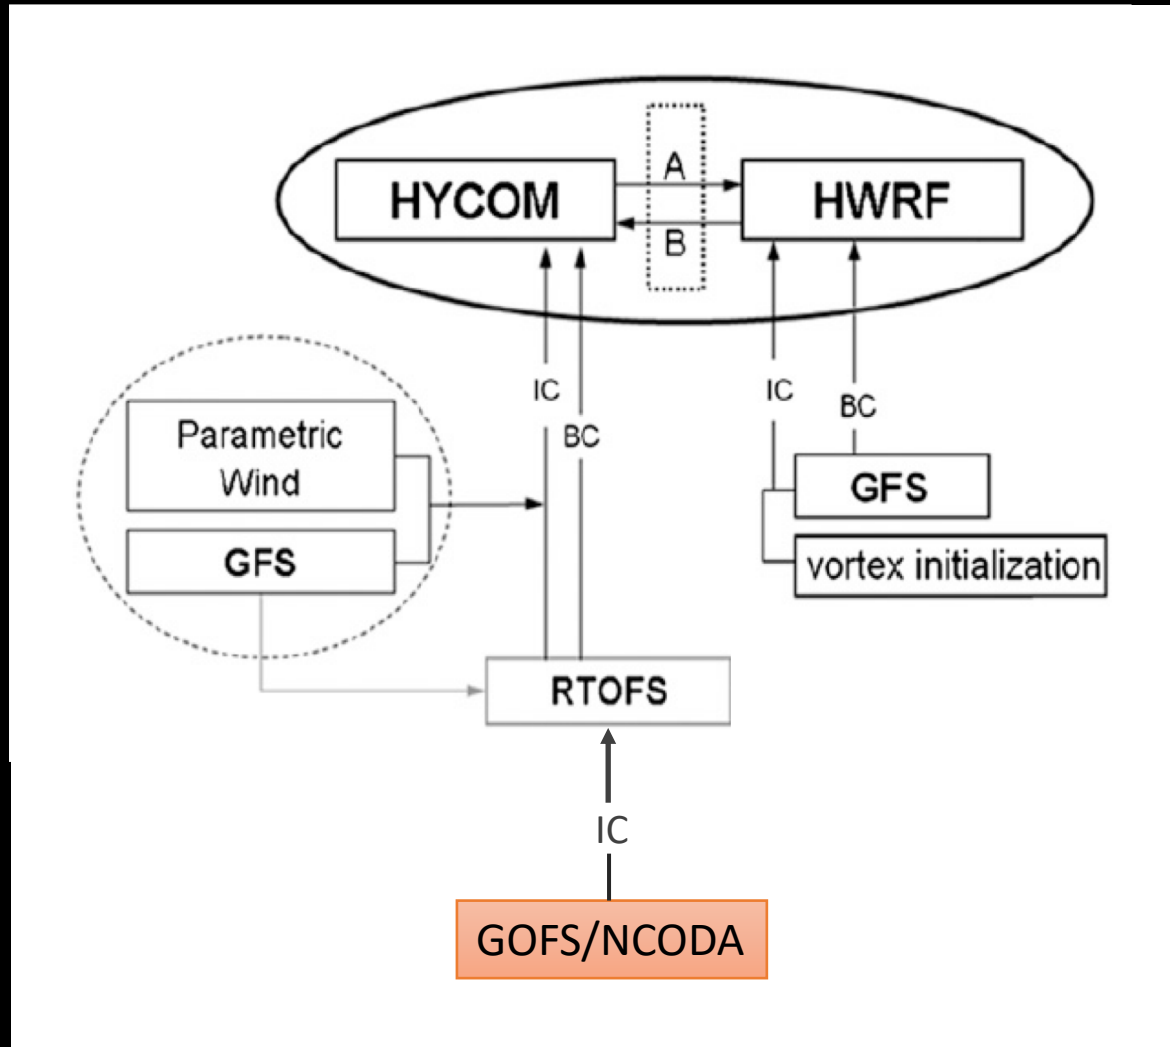 HYCOM
A
B
HWRF
IC
BC
IC
BC
Parametric
Wind
GFS
GFS
vortex initialization
RTOFS
IC
GOFS/NCODA